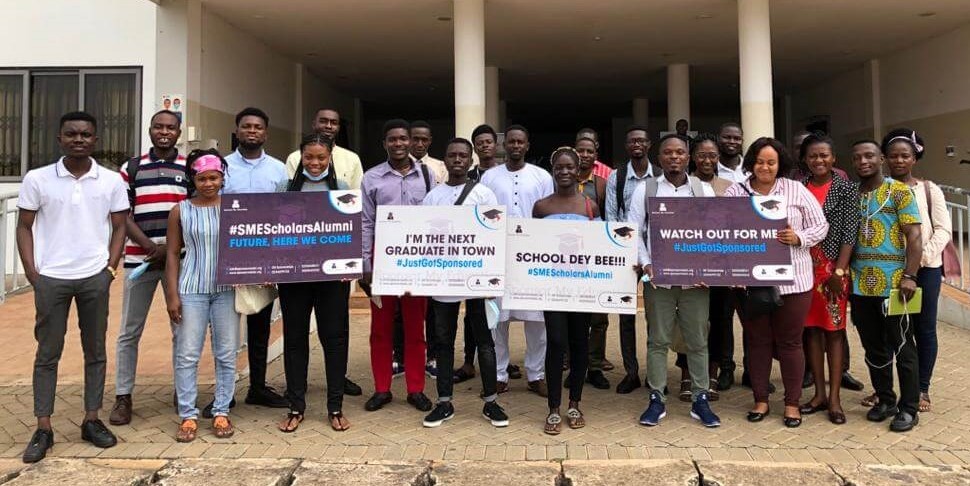 #SMEScholarsAlumni
FUTURE, HERE WE COME
I'M THE NEXT
GRADUATE IN TOWN
#JustGotSponsored
SCHOOL DEY BEE!!!
#SMEScholarsAlumni
WATCH OUT FOR ME
#JustGotSponsored